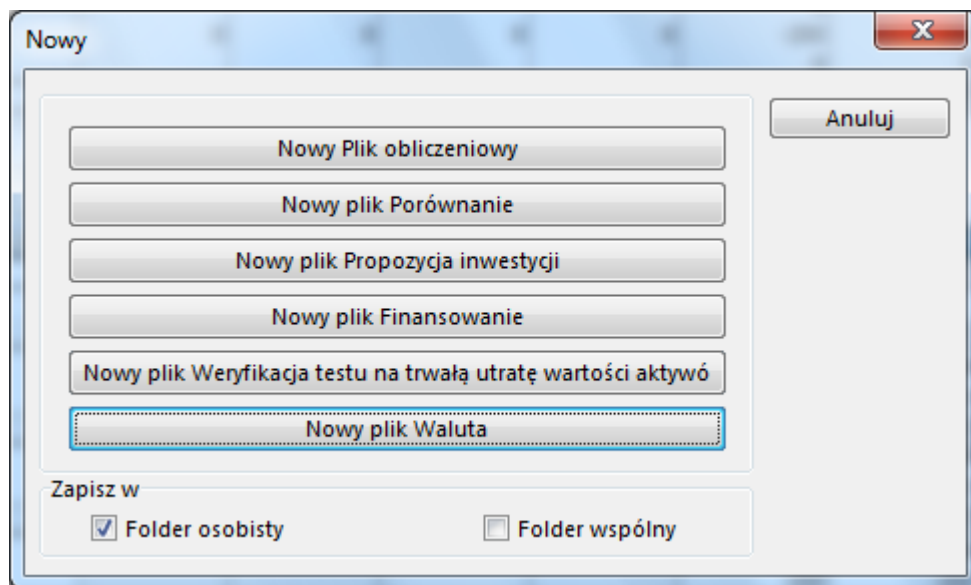 Nowy
Anuluj
Nowy Plik obliczeniowy
Nowy plik Porównanie
Nowy plik Propozycja inwestycji
Nowy plik Finansowanie
Nowy plik Weryfikacja testu na trwałą utratę wartości aktywó
Nowy plik Waluta
Zapisz w
Folder osobisty
Folder wspólny